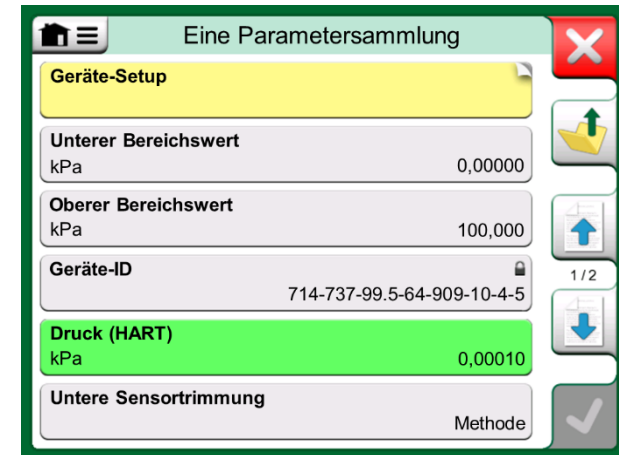 Eine Parametersammlung
Geräte-Setup
Unterer Bereichswert
kPa 0,00000
Oberer Bereichswert
kPa 100,000
Geräte-ID
714-737-99.5-64-909-10-4-5
1/2
Druck (HART)
kPa 0,00010
Untere Sensortrimmung
Methode